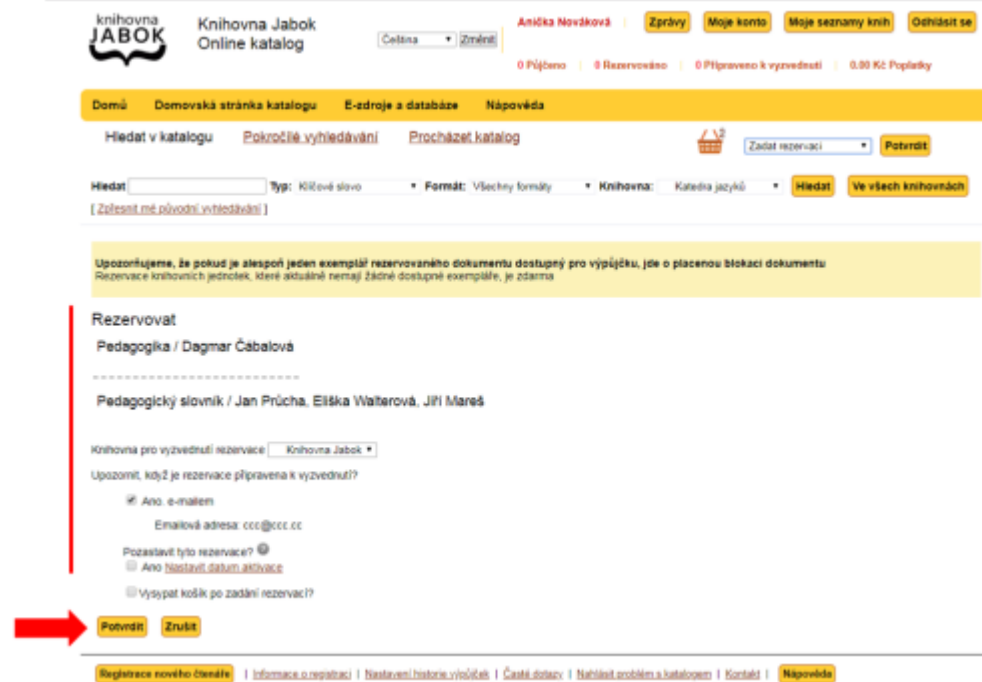 knihovna
JABOK
Knihovna Jabok
Online katalog
Čeština Změnit
Anička Nováková Zprávy Moje konto Moje seznamy knih Odhlásit se
0 Půjčeno 0 Rezervováno 0 Připraveno k vyzvednutí 0.00 Kč Poplatky
Domů Domovská stránka katalogu E-zdroje a databáze Nápověda
Hledat v katalogu Pokročilé vyhledávání Procházet katalog 2 Zadat rezervaci Potvrdit
Hledat Typ: Klíčové slovo Formát: Všechny formáty Knihovna: Katedra jazyků Hledat Ve všech knihovnách
[ Zpřesnit mé původní vyhledávání ]
Upozorňujeme, že pokud je alespoň jeden exemplář rezervovaného dokumentu dostupný pro výpůjčku, jde o placenou blokaci dokumentu
Rezervace knihovních jednotek, které aktuálně nemají žádné dostupné exempláře, je zdarma
Rezervovat
Pedagogika / Dagmar Čábalová
---------------------------
Pedagogický slovník / Jan Průcha, Eliška Walterová, Jiří Mareš
Knihovna pro vyzvednutí rezervace Knihovna Jabok
Upozornit, když je rezervace připravena k vyzvednutí?
Ano. e-mailem
Emailová adresa: ccc@ccc.cc
Pozastavit tyto rezervace?
Ano Nastavit datum aktivace
Vysypat košík po zadání rezervací?
Potvrdit Zrušit
Registrace nového čtenáře | Informace o registraci | Nastavení historie výpůjček | Časté dotazy | Nahlásit problém s katalogem | Kontakt | Nápověda